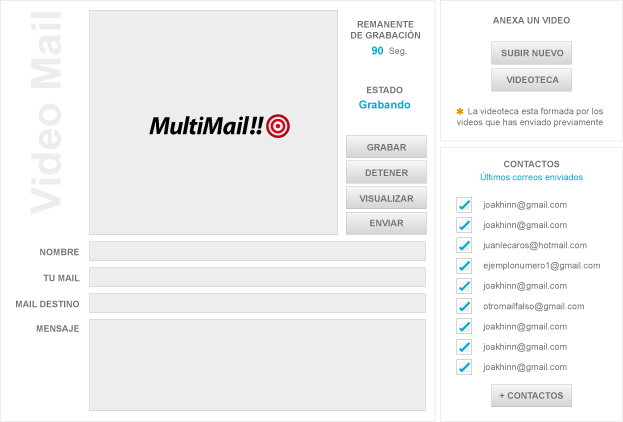 Video Mail
MultiMail!!
REMANENTE
DE GRABACIÓN
90 Seg.
ESTADO
Grabando
GRABAR
DETENER
VISUALIZAR
ENVIAR
NOMBRE
TU MAIL
MAIL DESTINO
MENSAJE
ANEXA UN VIDEO
SUBIR NUEVO
VIDEOTECA
✱ La videoteca esta formada por los
videos que has enviado previamente
CONTACTOS
Últimos correos eniviados
joakhinn@gmail.com
joakhinn@gmail.com
juanlecaros@hotmail.com
ejemplonumero1@gmail.com
joakhinn@gmail.com
otromailfalso@gmail.com
joakhinn@gmail.com
joakhinn@gmail.com
joakhinn@gmail.com
+ CONTACTOS